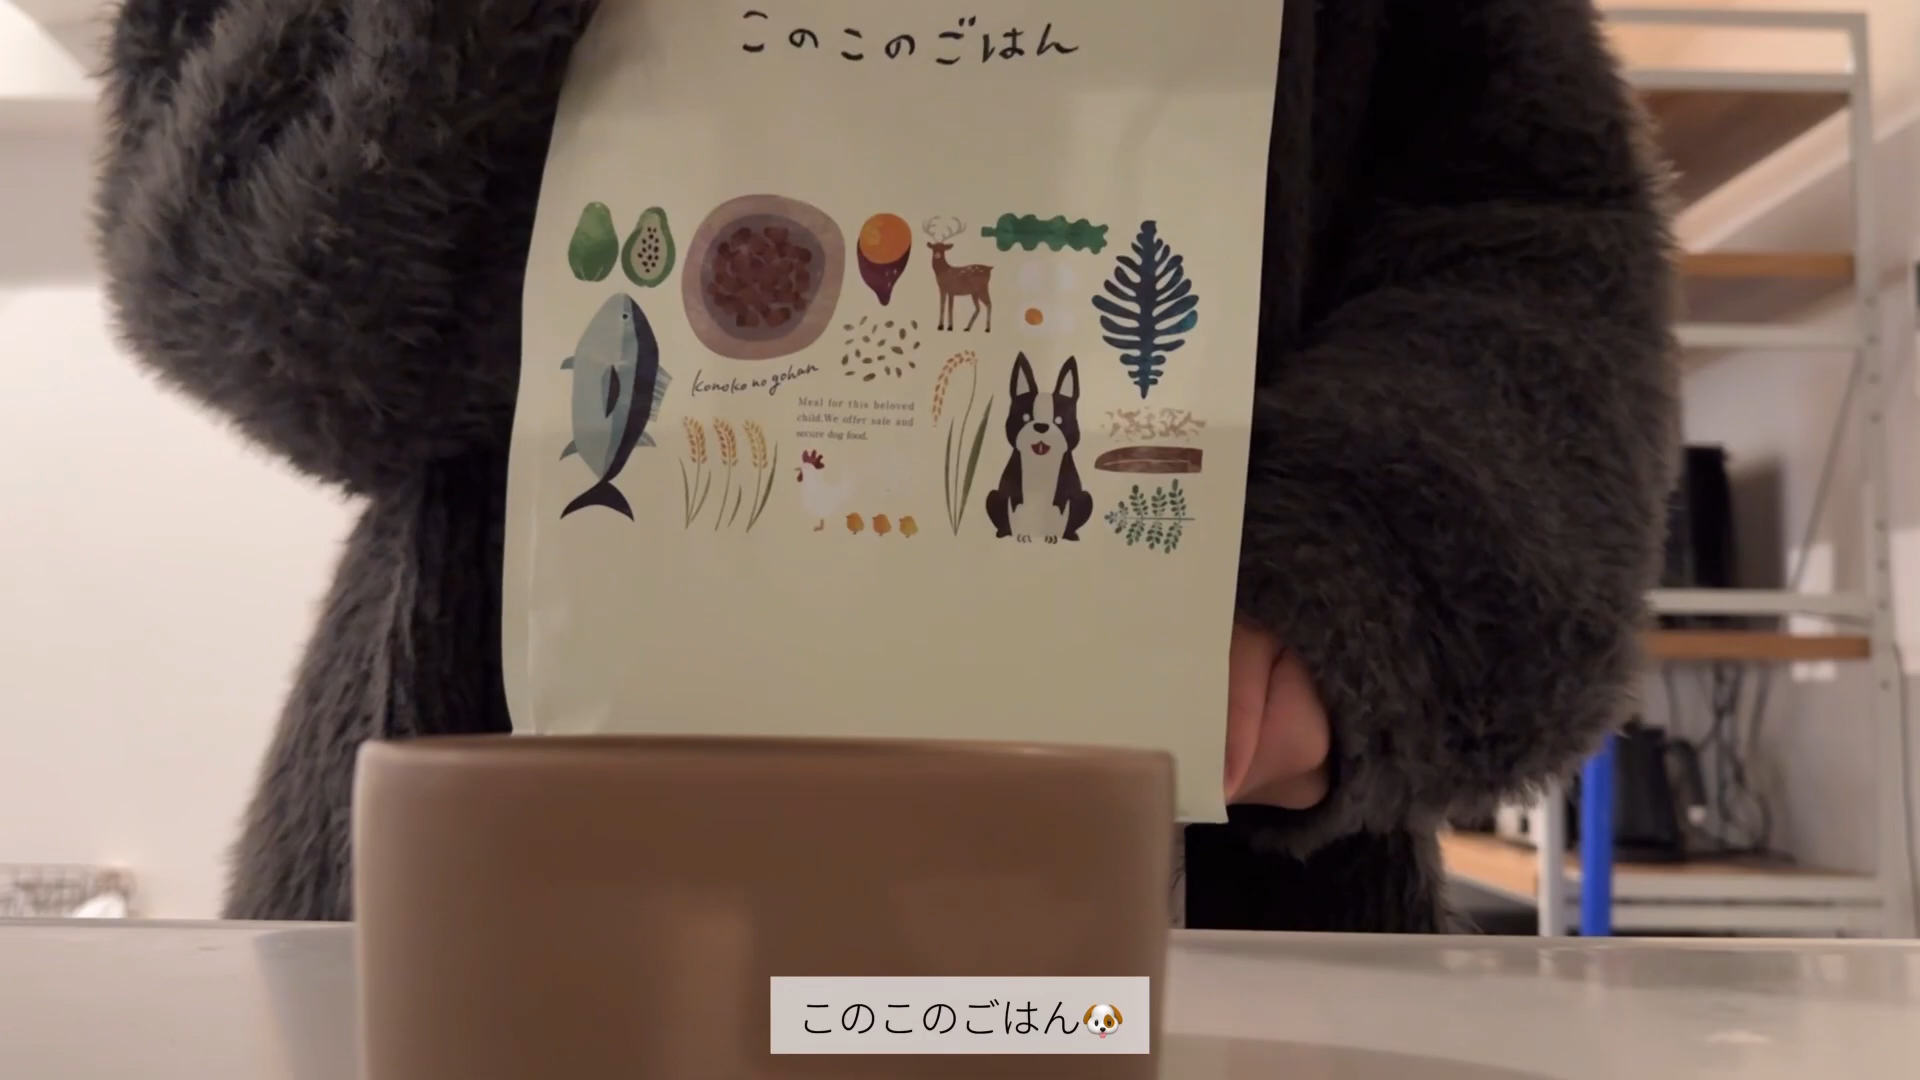 このこのごはん
Konoko no gohan
Meal for this beloved
child.We offer safe and
secure dog food.
このこのごはん🐶